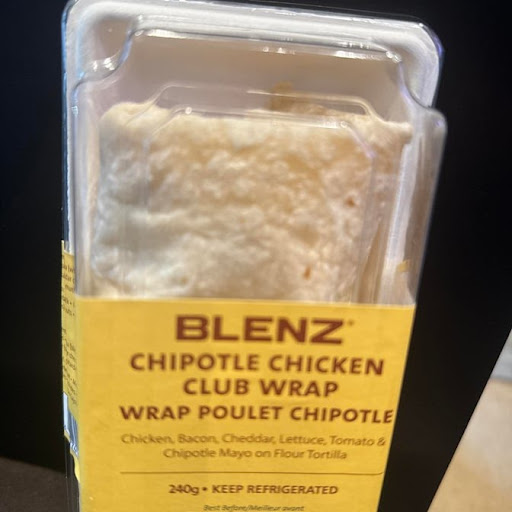 BLENZ
CHIPOTLE CHICKEN
CLUB WRAP
WRAP POULET CHIPOTLE
Chicken, Bacon, Cheddar, Lettuce, Tomato &
Chipotle Mayo on Flour Tortilla
240g • KEEP REFRIGERATED
Best Before/Meilleur avant